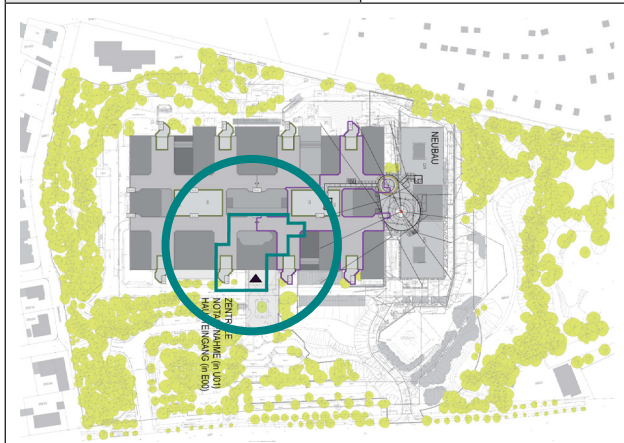 NEUBAU
ZENTRALE
NOTAUFNAHME (in U01)
HAUPTEINGANG (in E00)